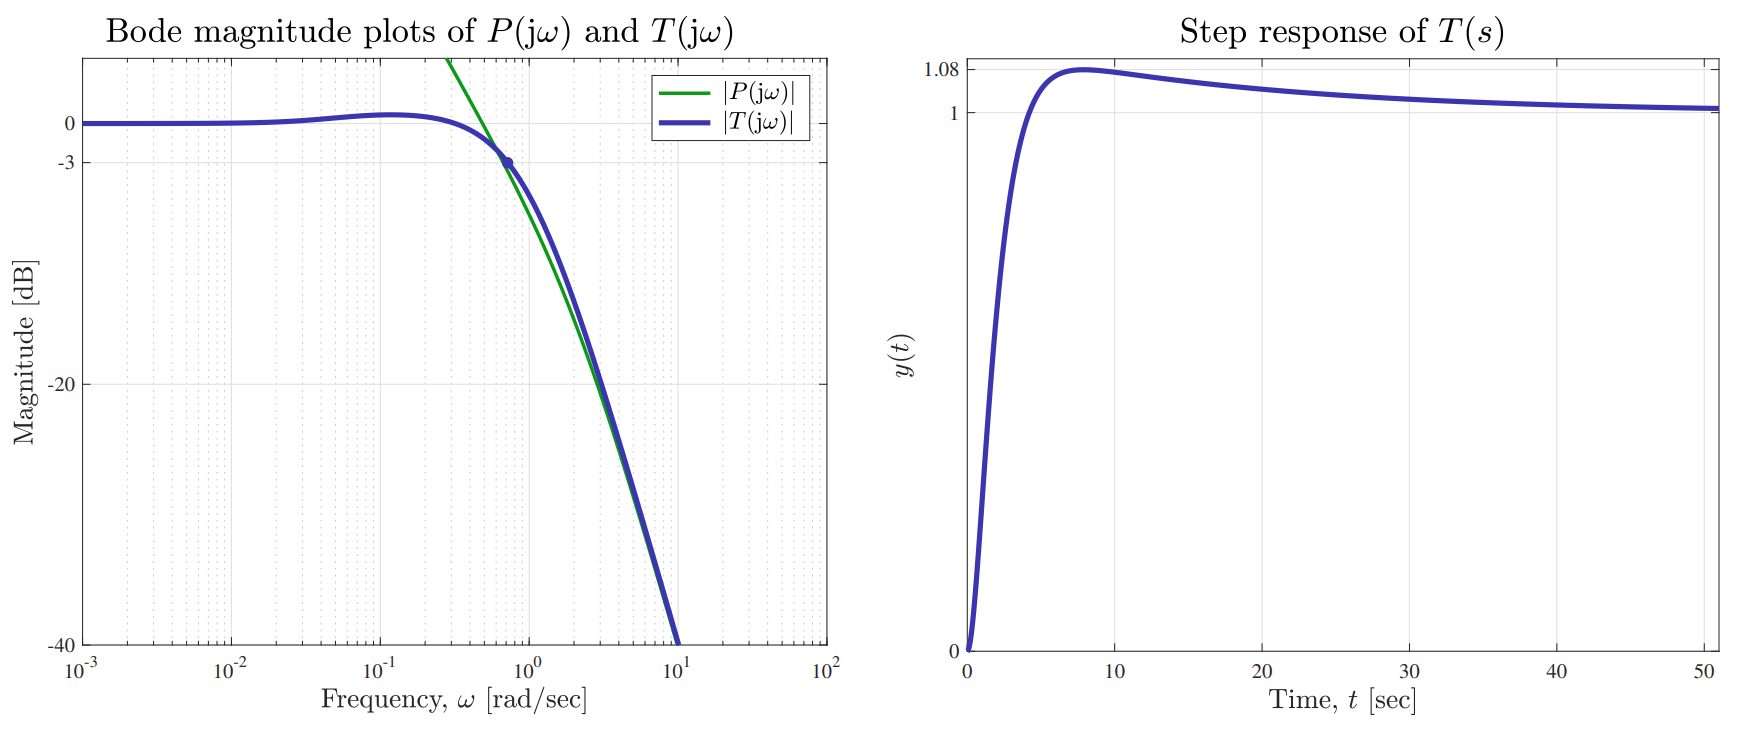 Bode magnitude plots of P(jω) and T(jω)
Magnitude [dB]
0
-3
-20
-40
|P(jω)|
|T(jω)|
10^-3 10^-2 10^-1 10^0 10^1 10^2
Frequency, ω [rad/sec]
Step response of T(s)
y(t)
1.08
1
0
0 10 20 30 40 50
Time, t [sec]